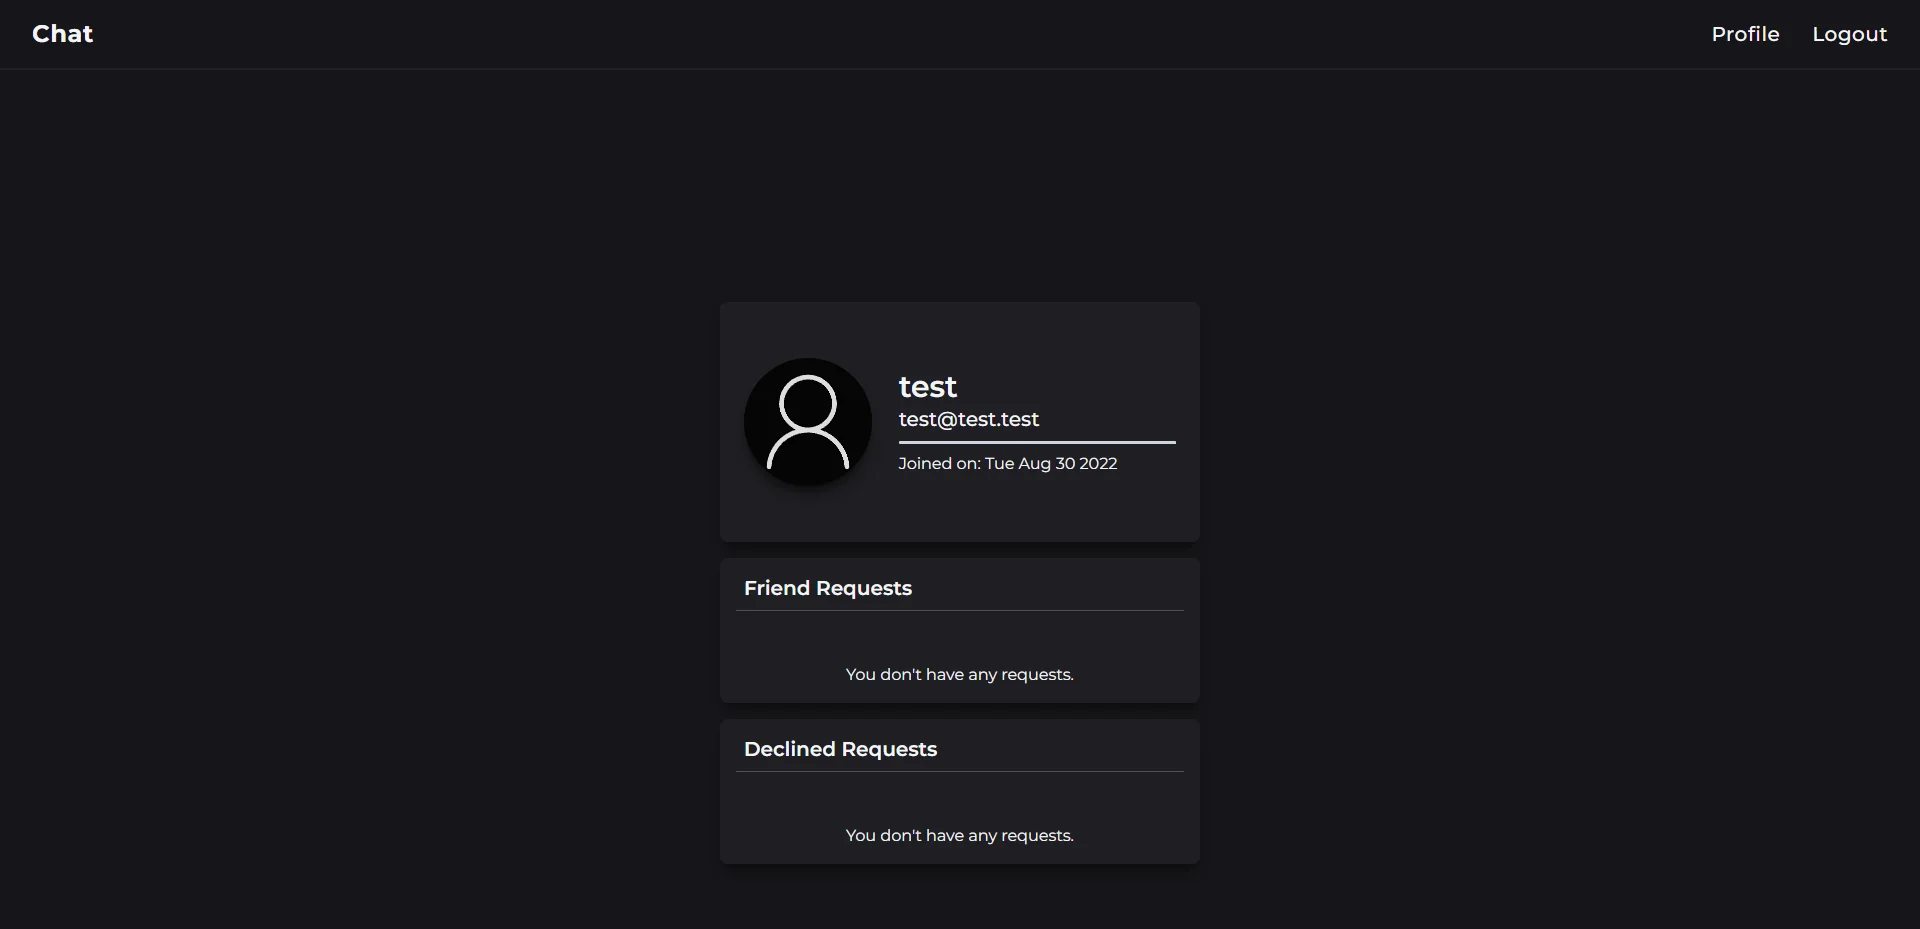 Chat
Profile
Logout
test
test@test.test
Joined on: Tue Aug 30 2022
Friend Requests
You don't have any requests.
Declined Requests
You don't have any requests.